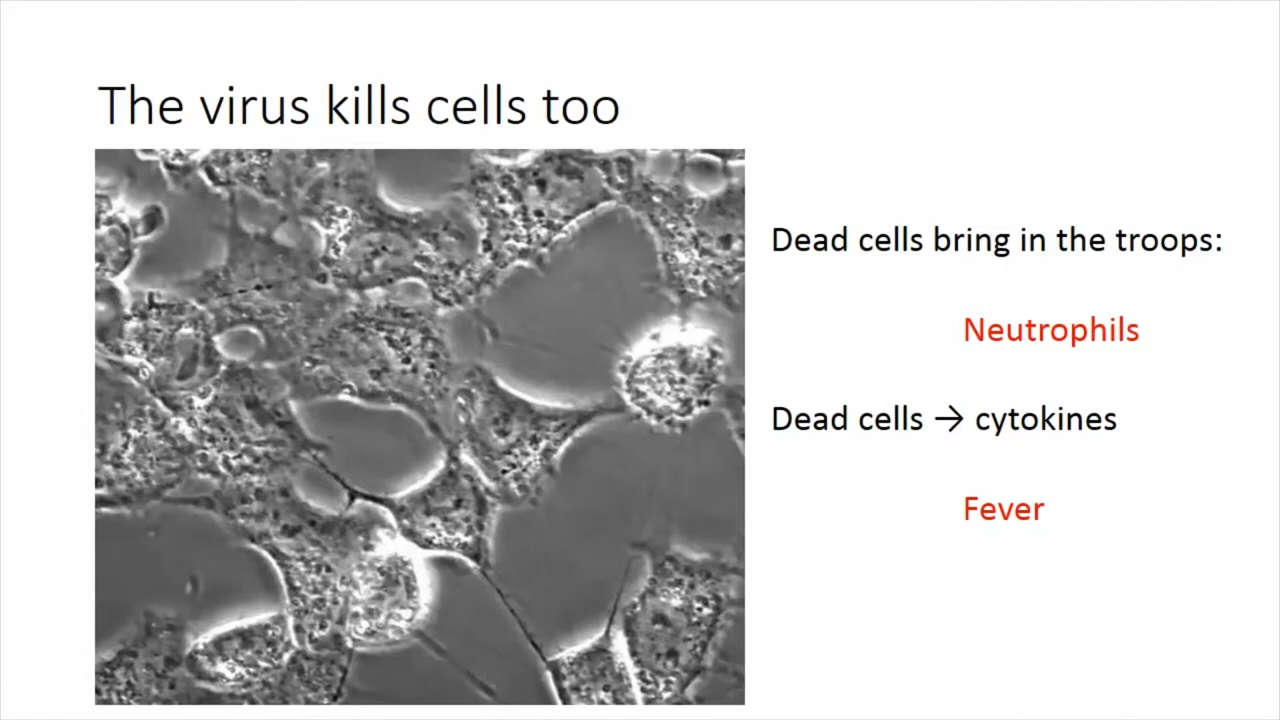 The virus kills cells too
Dead cells bring in the troops:
Neutrophils
Dead cells → cytokines
Fever